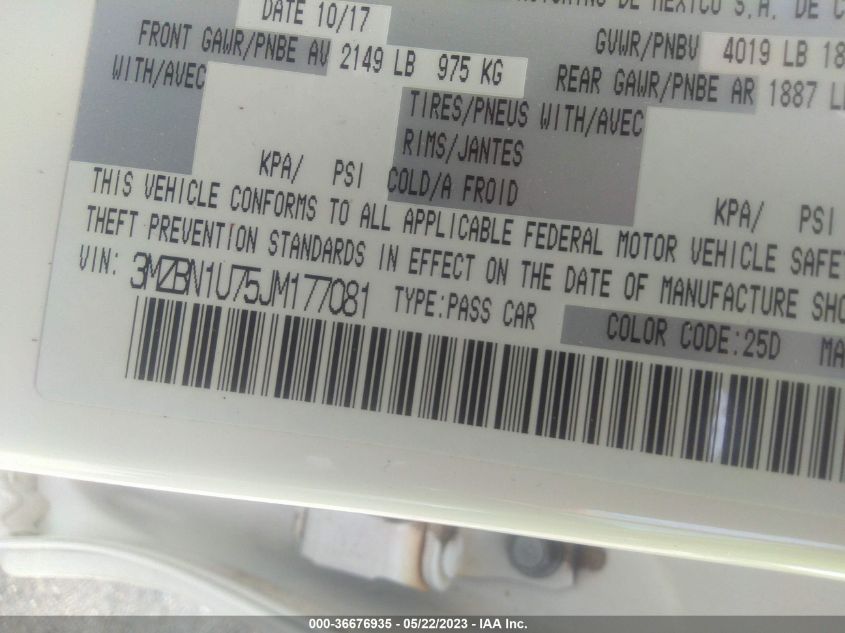 DATE 10/17
DE MEXICO S.A. DE C
FRONT GAWR/PNBE AV 2149 LB 975 KG
GVWR/PNBV 4019 LB 18
WITH/AVEC
REAR GAWR/PNBE AR 1887 L
TIRES/PNEUS WITH/AVEC
RIMS/JANTES
KPA/ PSI COLD/A FROID
KPA/ PSI
THIS VEHICLE CONFORMS TO ALL APPLICABLE FEDERAL MOTOR VEHICLE SAFE
THEFT PREVENTION STANDARDS IN EFFECT ON THE DATE OF MANUFACTURE SHO
VIN: 3MZBN1U75JM177081 TYPE:PASS CAR
COLOR CODE:25D MA
000-36676935 - 05/22/2023 - IAA Inc.